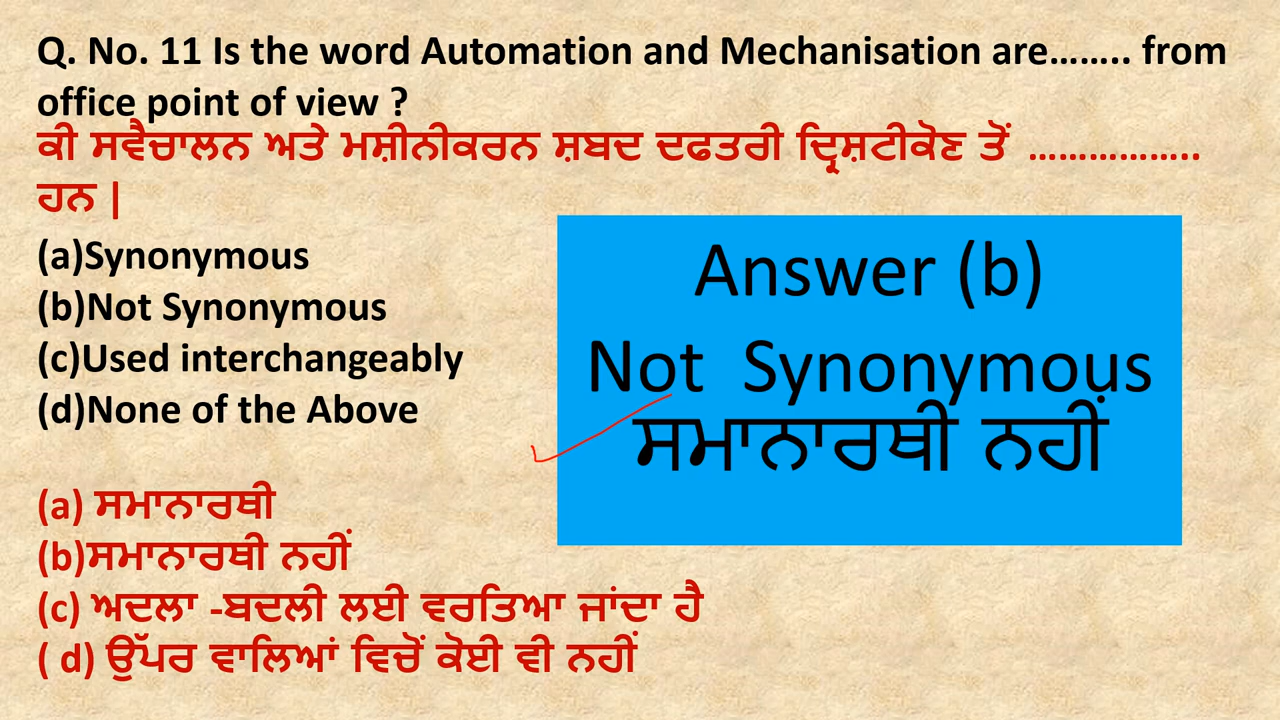 Q. No. 11 Is the word Automation and Mechanisation are…….. from
office point of view ?
ਕੀ ਸਵੈਚਾਲਨ ਅਤੇ ਮਸ਼ੀਨੀਕਰਨ ਸ਼ਬਦ ਦਫਤਰੀ ਦ੍ਰਿਸ਼ਟੀਕੋਣ ਤੋਂ ……………..
ਹਨ |
(a)Synonymous
(b)Not Synonymous
(c)Used interchangeably
(d)None of the Above
(a) ਸਮਾਨਾਰਥੀ
(b)ਸਮਾਨਾਰਥੀ ਨਹੀਂ
(c) ਅਦਲਾ -ਬਦਲੀ ਲਈ ਵਰਤਿਆ ਜਾਂਦਾ ਹੈ
( d) ਉੱਪਰ ਵਾਲਿਆਂ ਵਿਚੋਂ ਕੋਈ ਵੀ ਨਹੀਂ
Answer (b)
Not Synonymous
ਸਮਾਨਾਰਥੀ ਨਹੀਂ